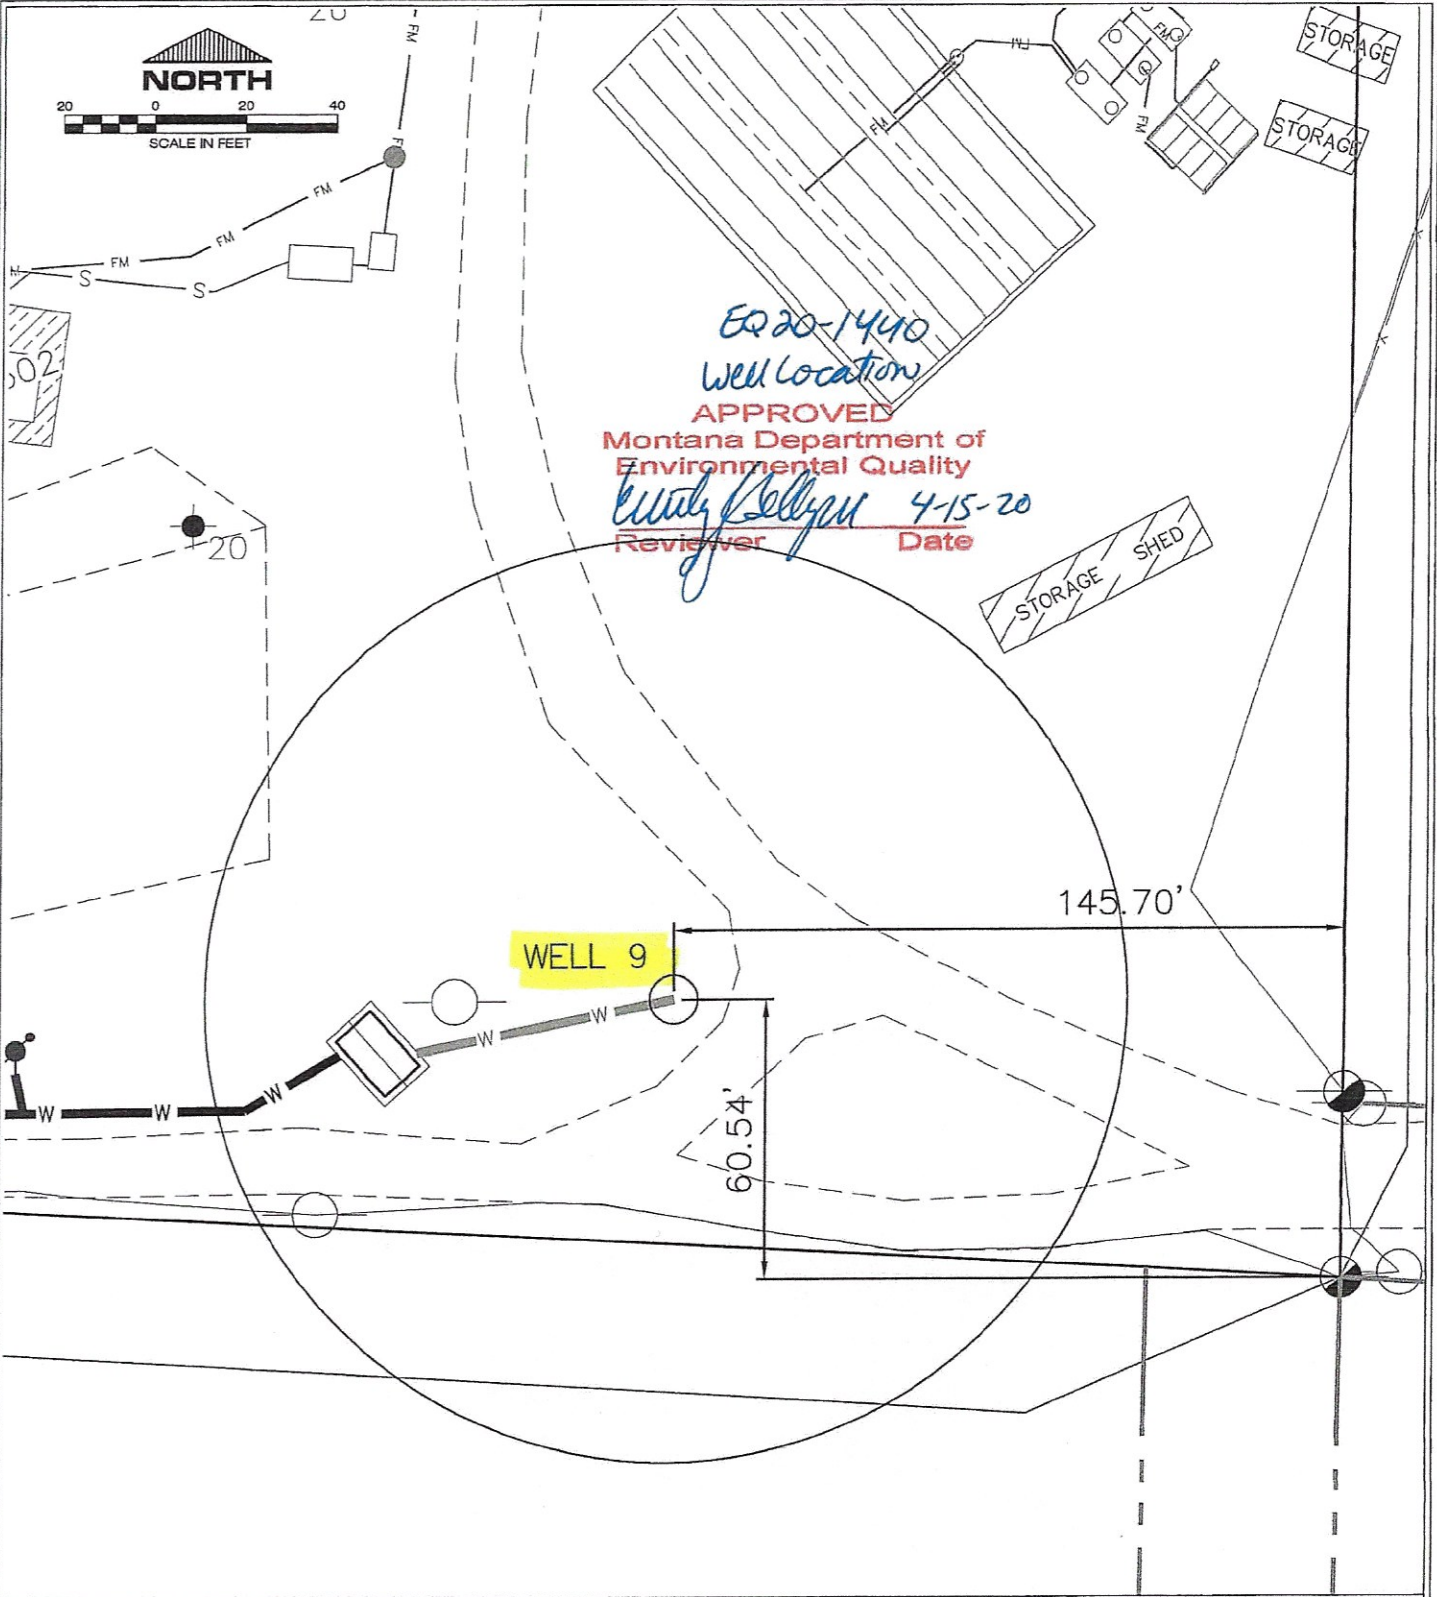 20
FM
NORTH
20 0 20 40
SCALE IN FEET
FM
FM
FM
S
S
FM
FM
FM
FM
STORAGE
STORAGE
EQ20-1440
Well Location
APPROVED
Montana Department of
Environmental Quality
4-15-20
Reviewer Date
20
STORAGE SHED
145.70'
WELL 9
W
W
W
W
W
60.54'